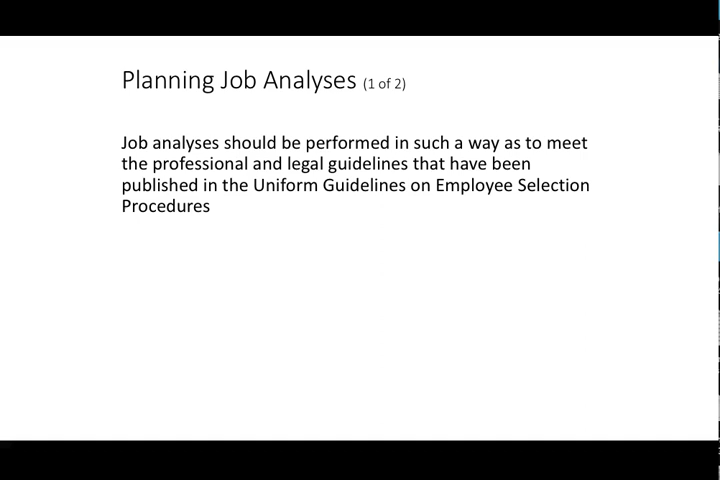 Planning Job Analyses (1 of 2)
Job analyses should be performed in such a way as to meet
the professional and legal guidelines that have been
published in the Uniform Guidelines on Employee Selection
Procedures